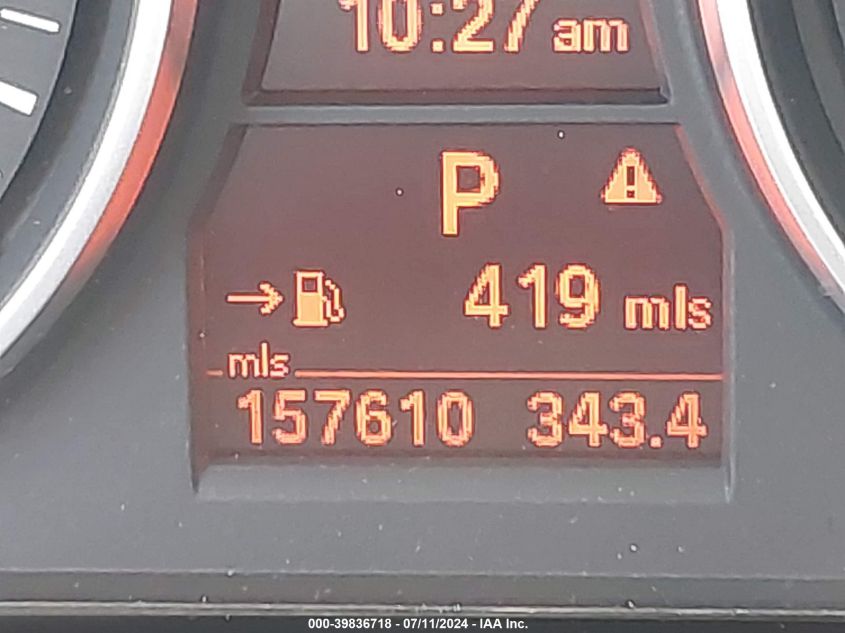 10:27 am
P
419 mls
mls
157610 343.4
000-39836718 - 07/11/2024 - IAA Inc.